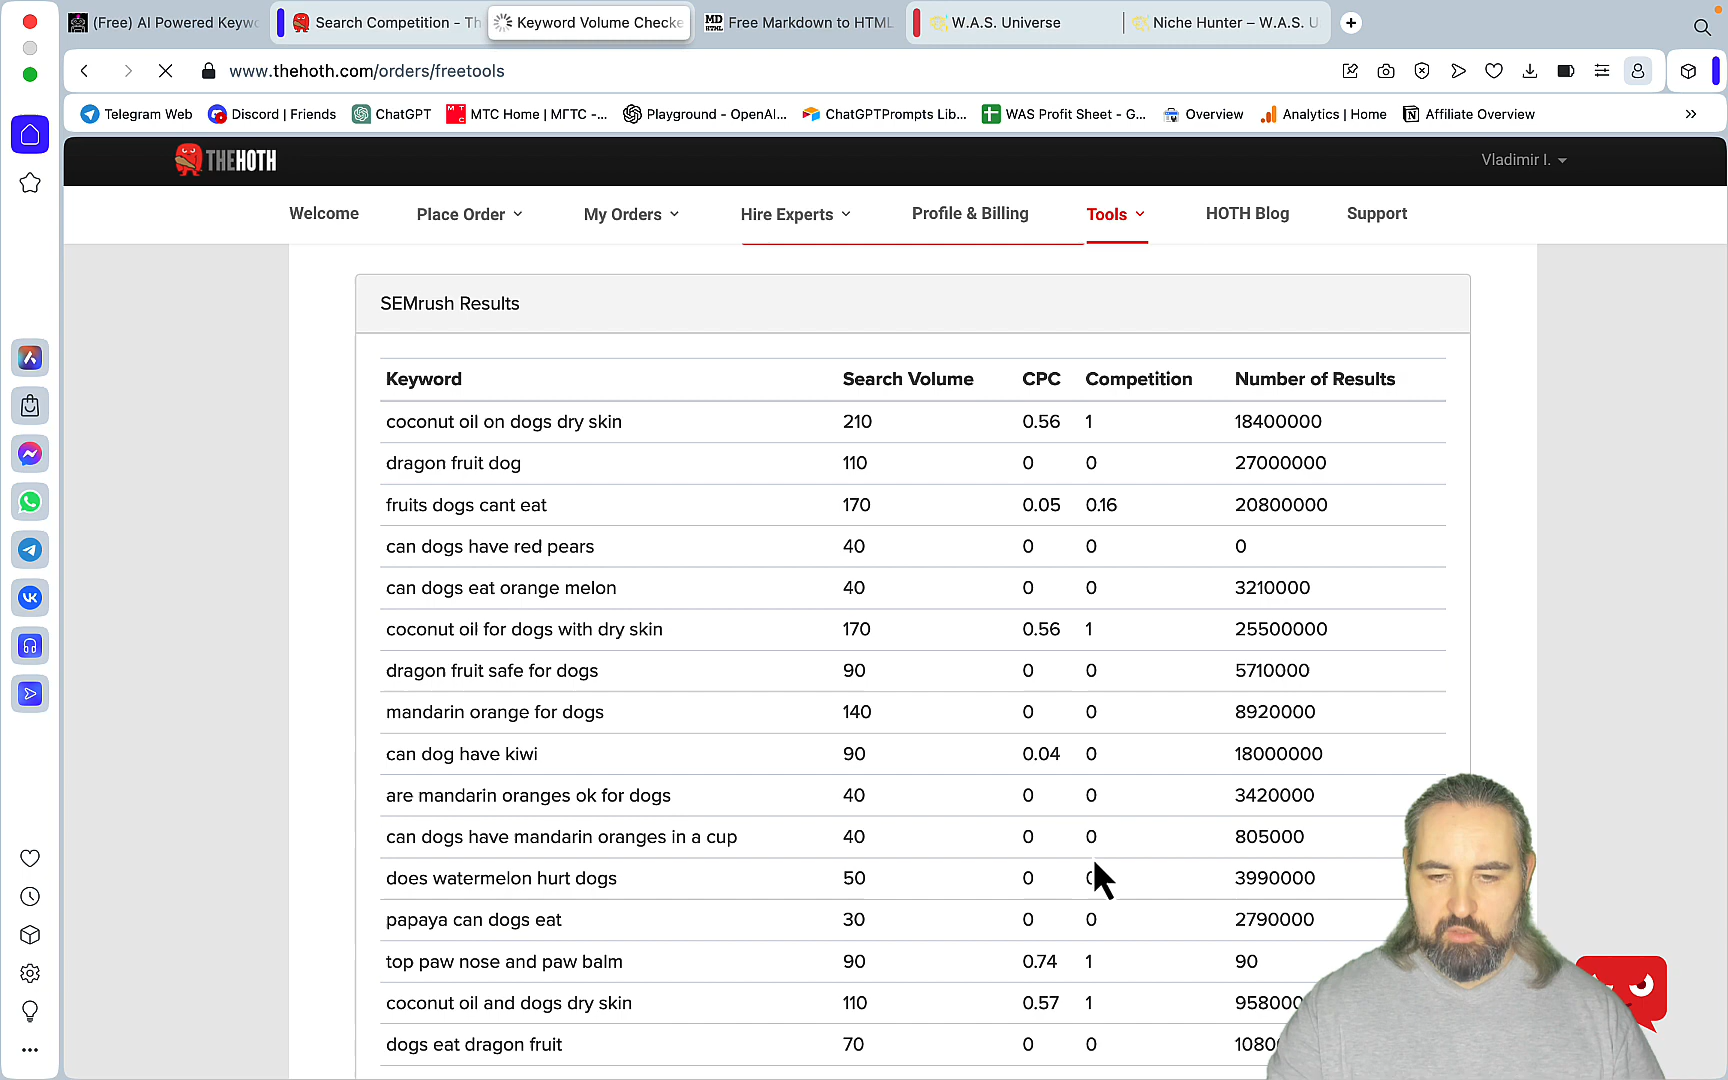 (Free) AI Powered Keywo
Search Competition - Th
Keyword Volume Checke
MD HTML Free Markdown to HTML
W.A.S. Universe
Niche Hunter – W.A.S. U
www.thehoth.com/orders/freetools
Telegram Web
Discord | Friends
ChatGPT
МТС Home | МГТС -...
Playground - OpenAI...
ChatGPTPrompts Lib...
WAS Profit Sheet - G...
Overview
Analytics | Home
Affiliate Overview
THEHOTH
Vladimir I.
Welcome
Place Order
My Orders
Hire Experts
Profile & Billing
Tools
HOTH Blog
Support
SEMrush Results
Keyword Search Volume CPC Competition Number of Results
coconut oil on dogs dry skin 210 0.56 1 18400000
dragon fruit dog 110 0 0 27000000
fruits dogs cant eat 170 0.05 0.16 20800000
can dogs have red pears 40 0 0 0
can dogs eat orange melon 40 0 0 3210000
coconut oil for dogs with dry skin 170 0.56 1 25500000
dragon fruit safe for dogs 90 0 0 5710000
mandarin orange for dogs 140 0 0 8920000
can dog have kiwi 90 0.04 0 18000000
are mandarin oranges ok for dogs 40 0 0 3420000
can dogs have mandarin oranges in a cup 40 0 0 805000
does watermelon hurt dogs 50 0 0 3990000
papaya can dogs eat 30 0 0 2790000
top paw nose and paw balm 90 0.74 1 90
coconut oil and dogs dry skin 110 0.57 1 958000
dogs eat dragon fruit 70 0 0 1080